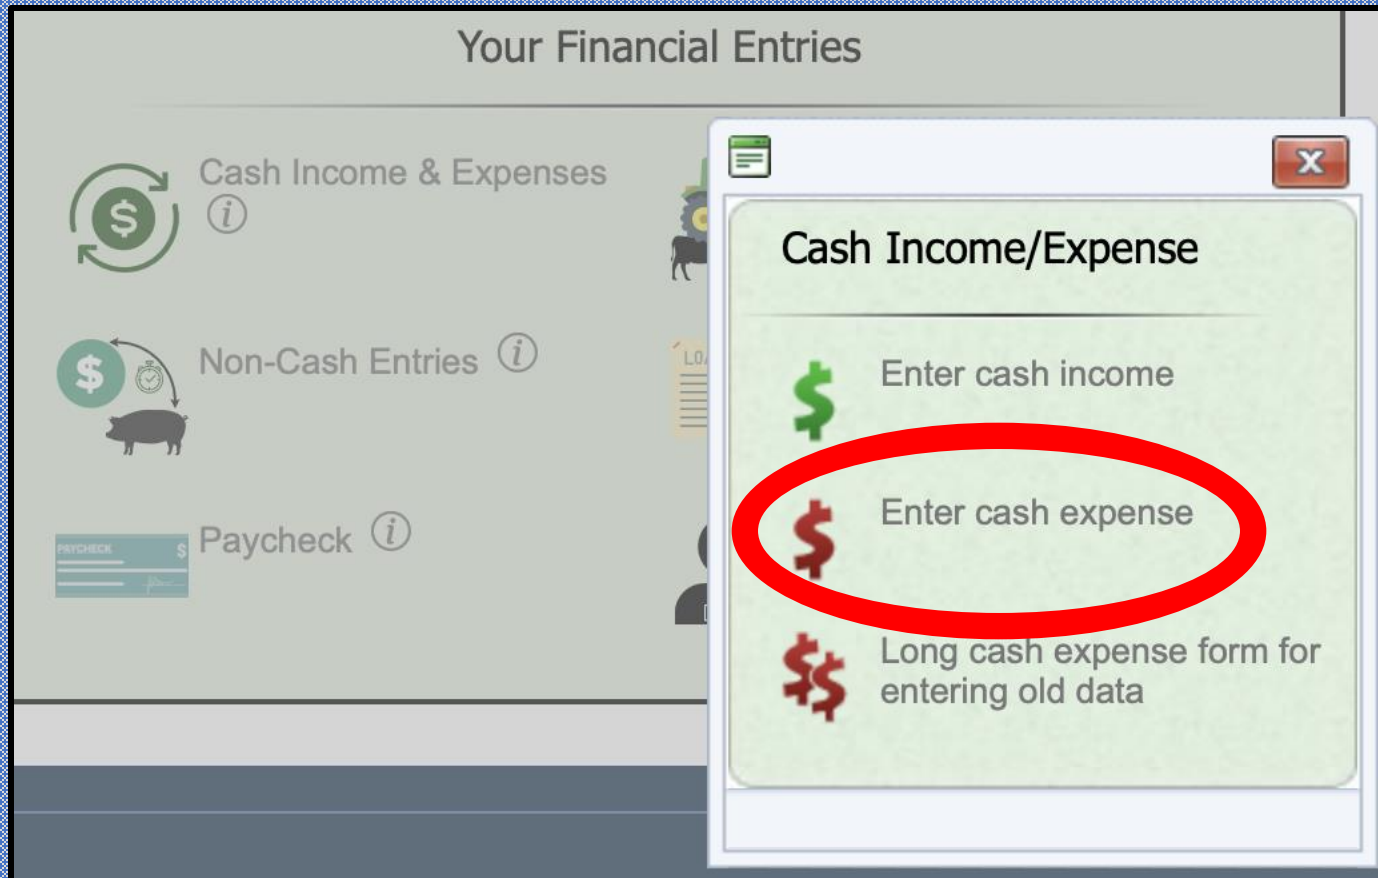 Your Financial Entries
Cash Income & Expenses
Non-Cash Entries
PAYCHECK $
Paycheck
Cash Income/Expense
Enter cash income
Enter cash expense
Long cash expense form for
entering old data